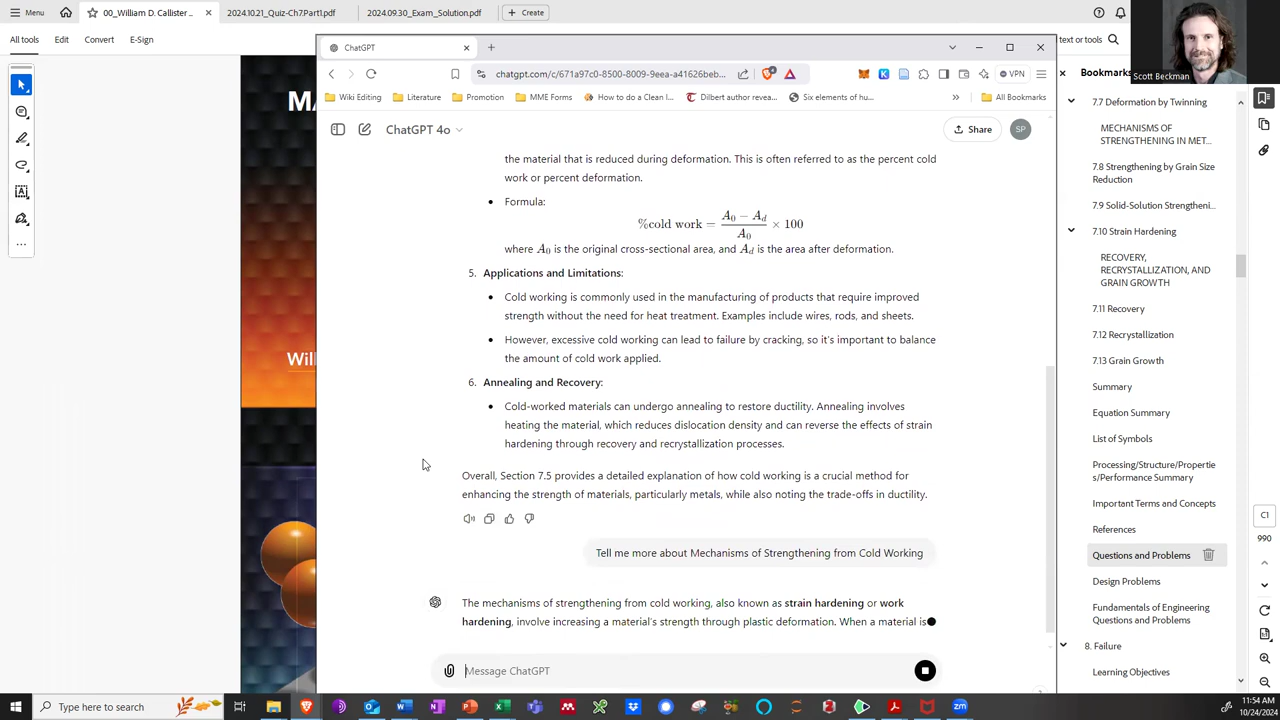 Menu
00_William D. Callister
2024.10.21_Quiz-Ch7.Part1.pdf
2024.09.30_Exam_Solution.pdf
Create
All tools
Edit
Convert
E-Sign
text or tools
Scott Beckman
MA
Wil
ChatGPT
chatgpt.com/c/671a97c0-8500-8009-9eea-a41626beb...
VPN
Wiki Editing
Literature
Promotion
MME Forms
How to do a Clean I...
Dilbert author revea...
Six elements of hu...
All Bookmarks
ChatGPT 4o
Share
SP
the material that is reduced during deformation. This is often referred to as the percent cold
work or percent deformation.
• Formula:
%cold work = (A0 − Ad) / A0 × 100
where A0 is the original cross-sectional area, and Ad is the area after deformation.
5. Applications and Limitations:
• Cold working is commonly used in the manufacturing of products that require improved
strength without the need for heat treatment. Examples include wires, rods, and sheets.
• However, excessive cold working can lead to failure by cracking, so it's important to balance
the amount of cold work applied.
6. Annealing and Recovery:
• Cold-worked materials can undergo annealing to restore ductility. Annealing involves
heating the material, which reduces dislocation density and can reverse the effects of strain
hardening through recovery and recrystallization processes.
Overall, Section 7.5 provides a detailed explanation of how cold working is a crucial method for
enhancing the strength of materials, particularly metals, while also noting the trade-offs in ductility.
Tell me more about Mechanisms of Strengthening from Cold Working
The mechanisms of strengthening from cold working, also known as strain hardening or work
hardening, involve increasing a material's strength through plastic deformation. When a material is
Message ChatGPT
Bookmarks
7.7 Deformation by Twinning
MECHANISMS OF
STRENGTHENING IN MET...
7.8 Strengthening by Grain Size
Reduction
7.9 Solid-Solution Strengtheni...
7.10 Strain Hardening
RECOVERY,
RECRYSTALLIZATION, AND
GRAIN GROWTH
7.11 Recovery
7.12 Recrystallization
7.13 Grain Growth
Summary
Equation Summary
List of Symbols
Processing/Structure/Propertie
s/Performance Summary
Important Terms and Concepts
References
Questions and Problems
Design Problems
Fundamentals of Engineering
Questions and Problems
8. Failure
Learning Objectives
C1
990
Type here to search
11:54 AM
10/24/2024